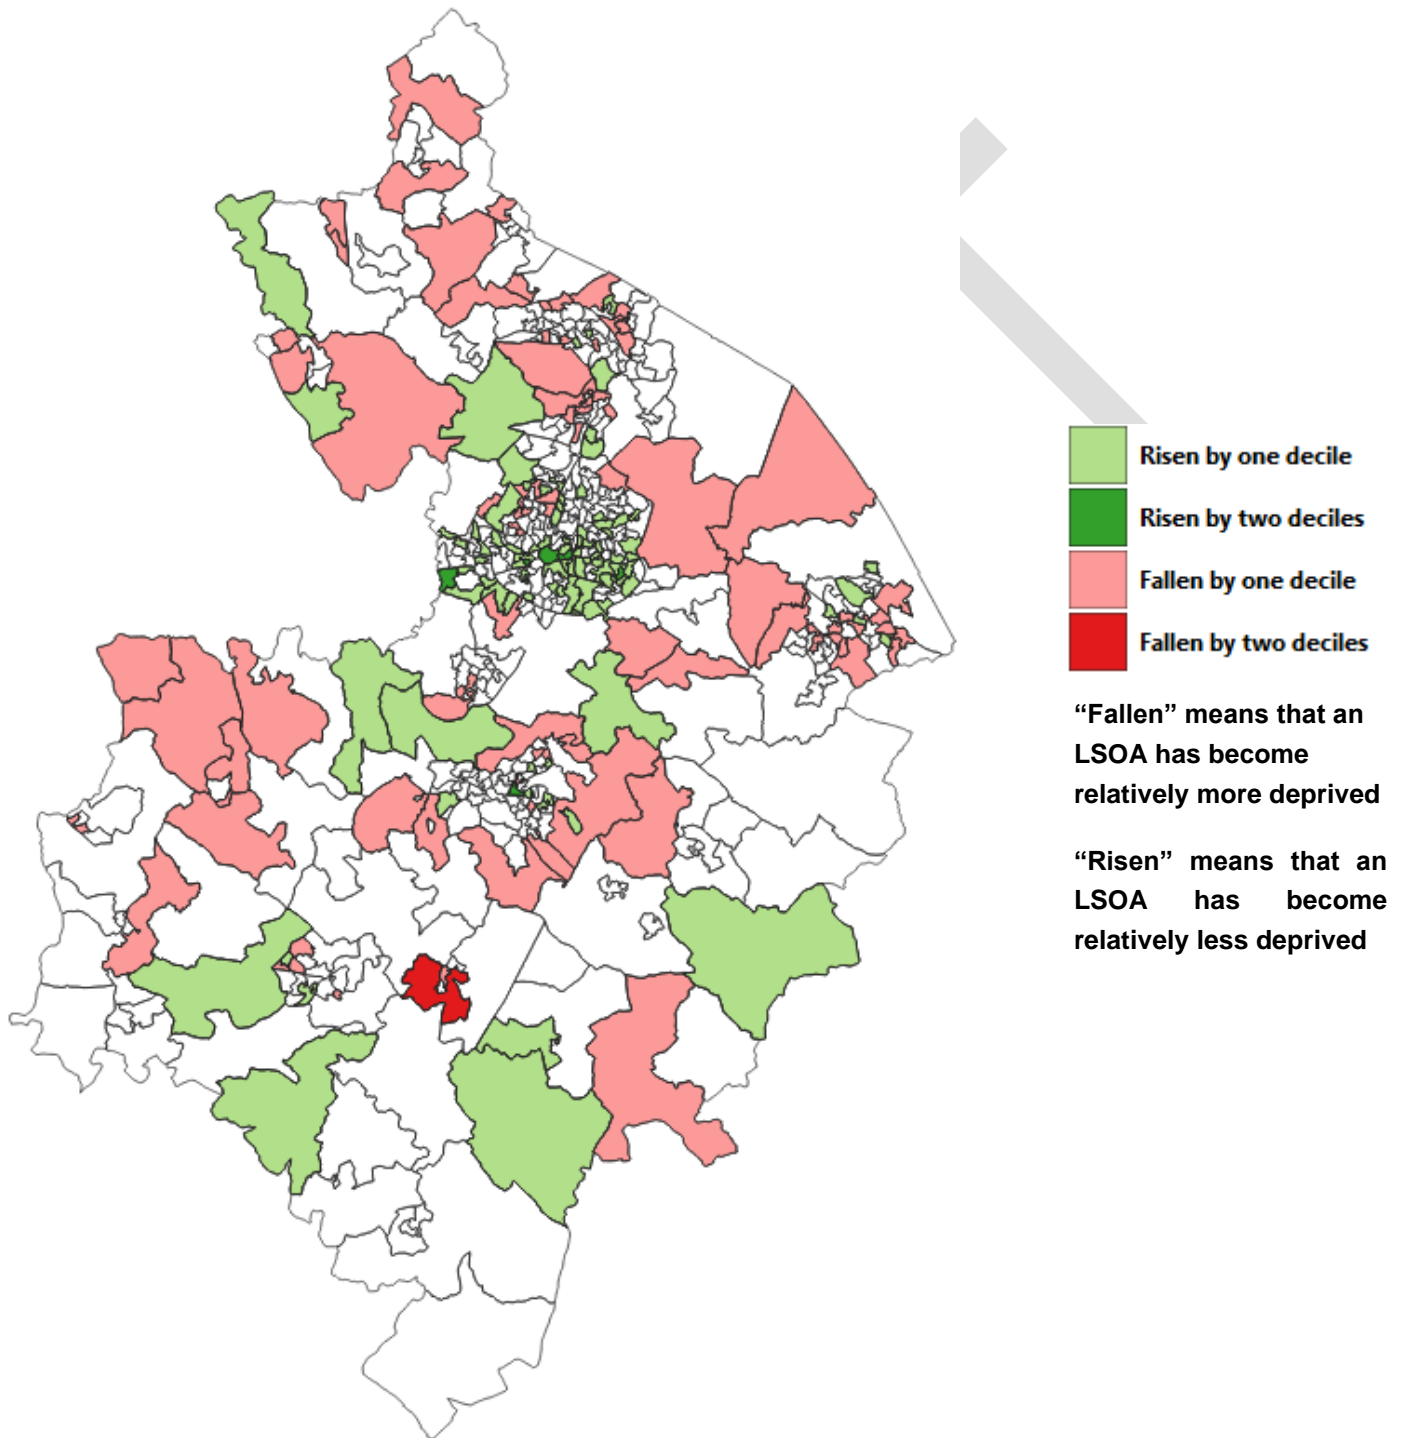 Risen by one decile
Risen by two deciles
Fallen by one decile
Fallen by two deciles
“Fallen” means that an
LSOA has become
relatively more deprived
“Risen” means that an
LSOA has become
relatively less deprived